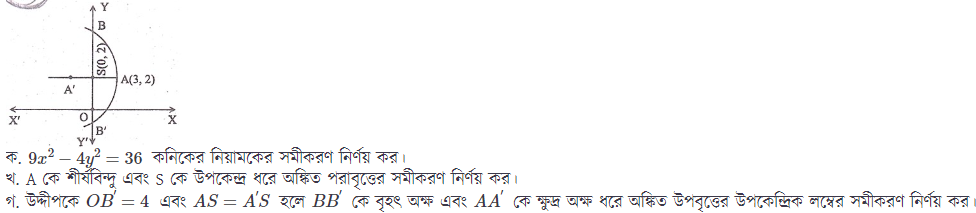 Y
B
S(0, 2)
A(3, 2)
A'
X' O X
B'
Y'
ক. 9x² − 4y² = 36 কনিকের নিয়ামকের সমীকরণ নির্ণয় কর।
খ. A কে শীর্ষবিন্দু এবং S কে উপকেন্দ্র ধরে অঙ্কিত পরাবৃত্তের সমীকরণ নির্ণয় কর।
গ. উদ্দীপকে OB' = 4 এবং AS = A'S হলে BB' কে বৃহৎ অক্ষ এবং AA' কে ক্ষুদ্র অক্ষ ধরে অঙ্কিত উপবৃত্তের উপকেন্দ্রিক লম্বের সমীকরণ নির্ণয় কর।